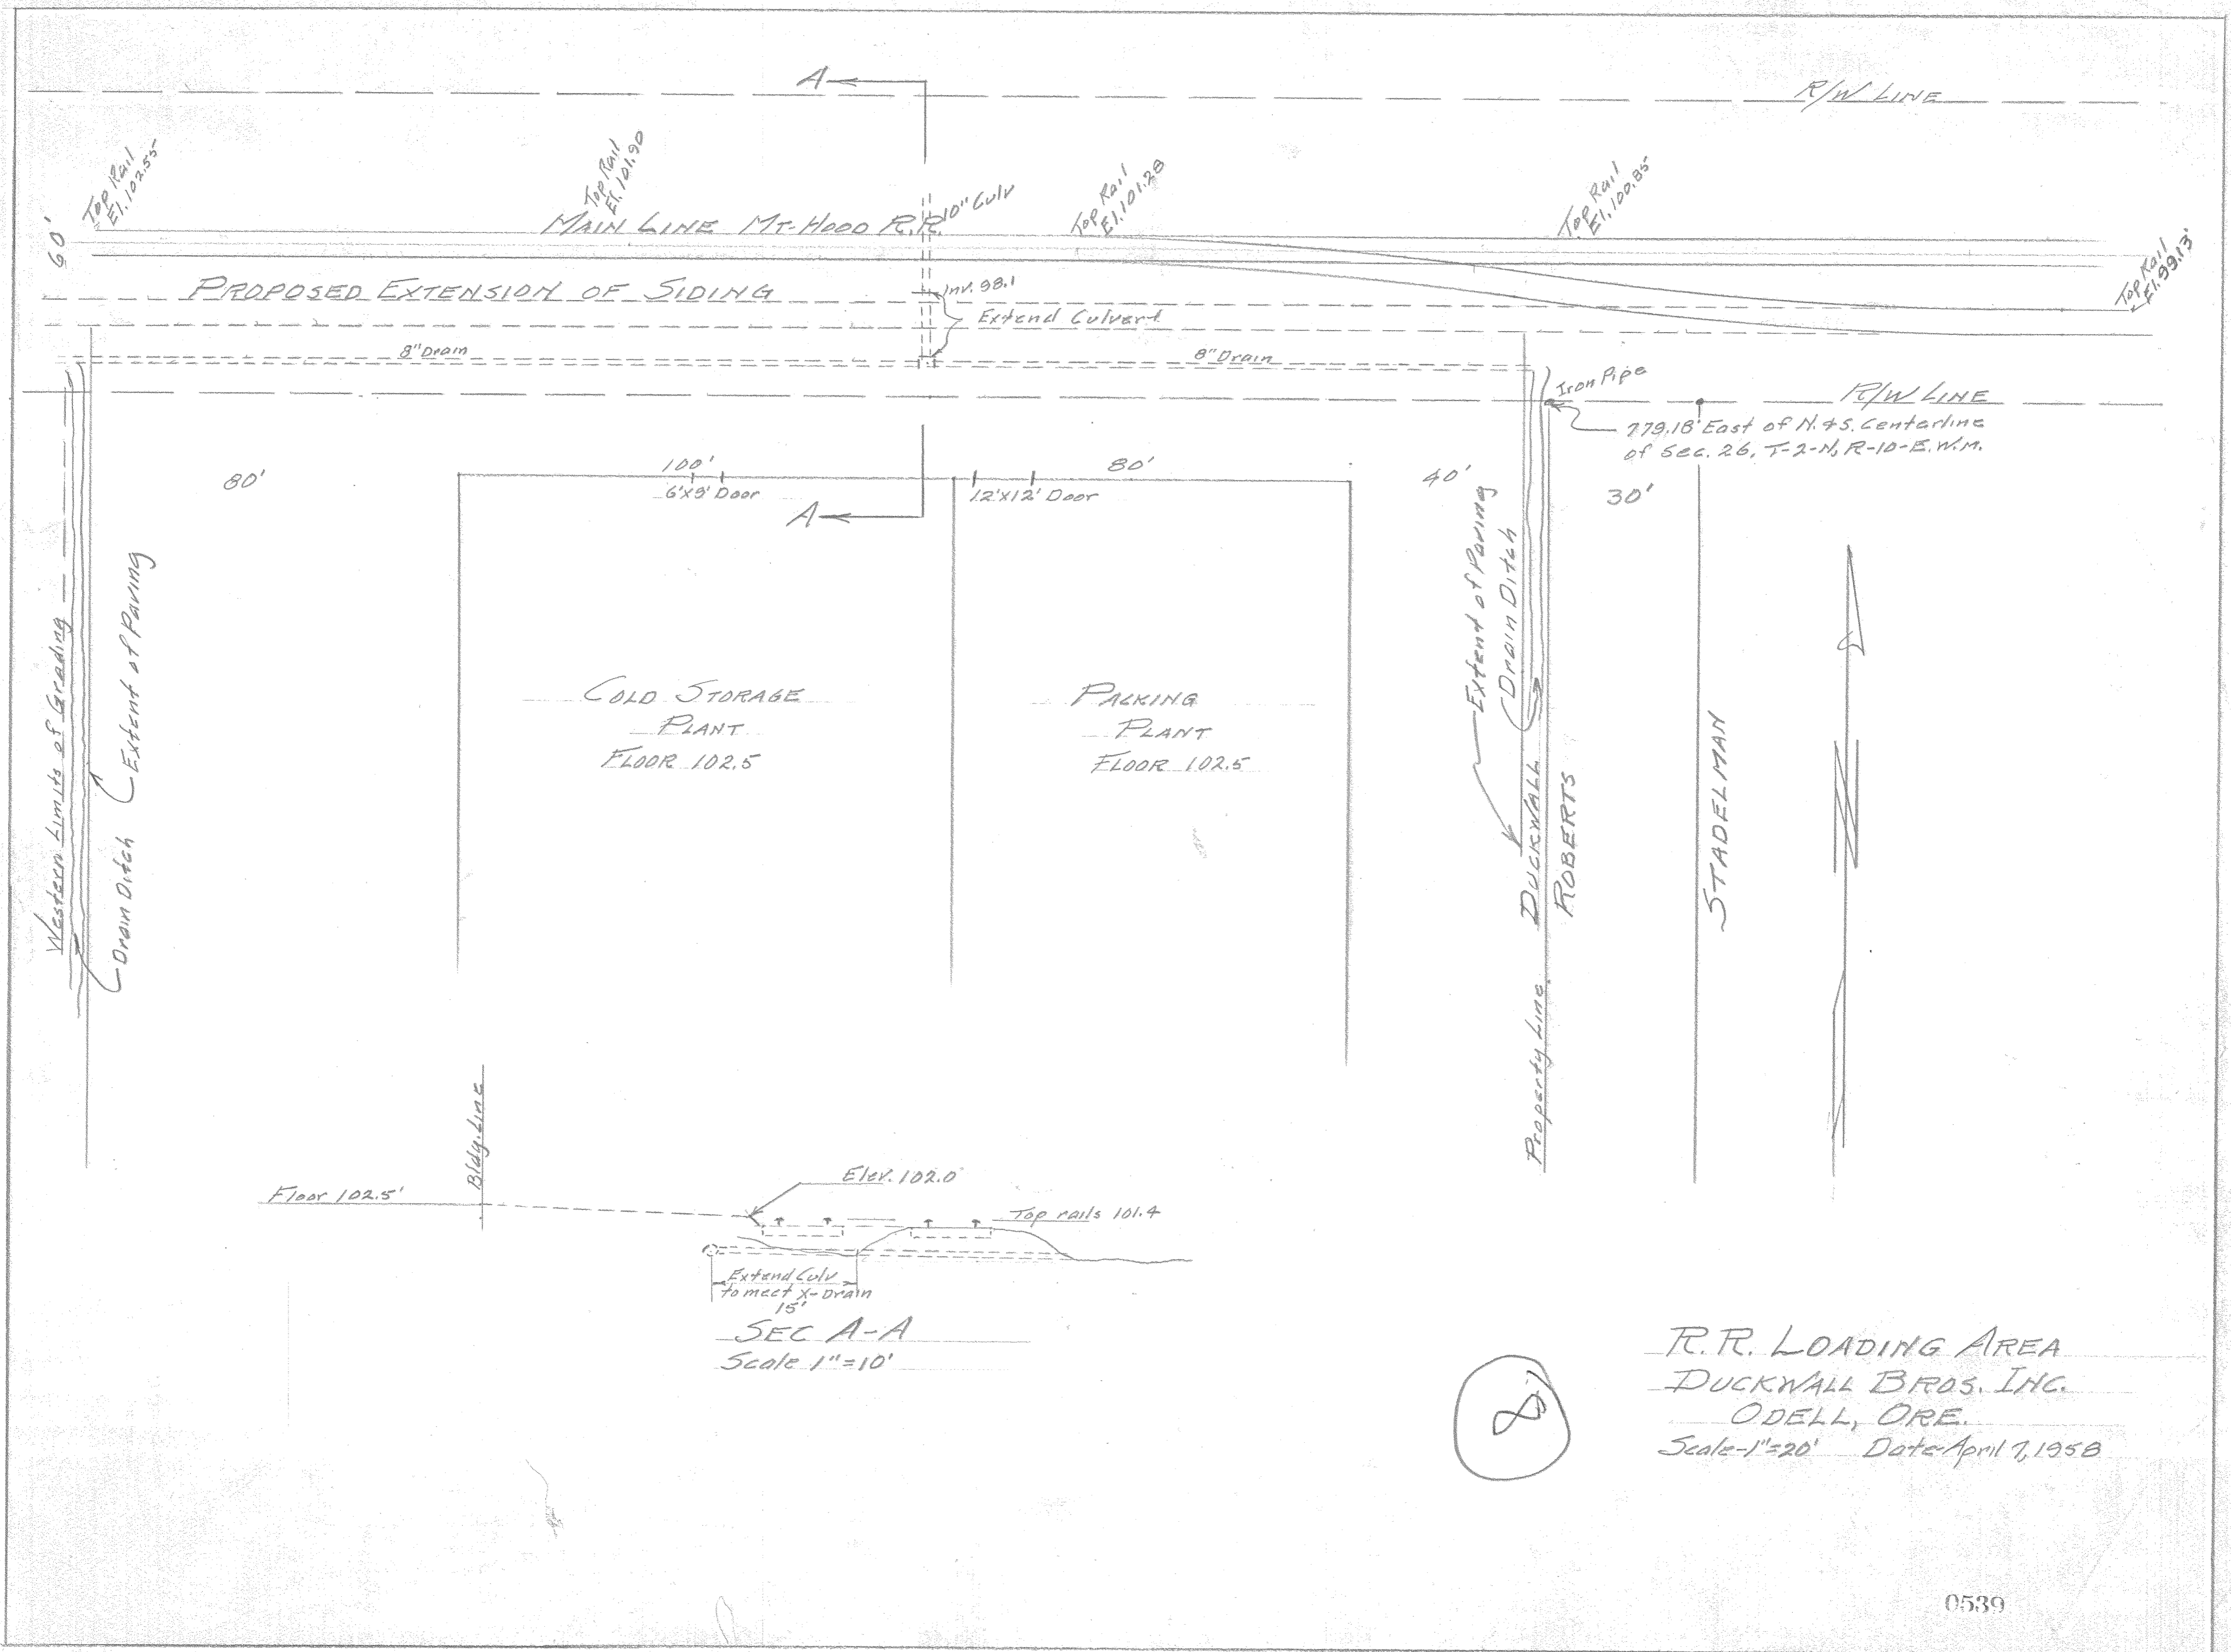 A
R/W LINE
Top Rail
El. 102.55
Top Rail
El. 101.90
10" Culv
Top Rail
El. 101.28
Top Rail
El. 100.85
Top Rail
El. 99.13'
60'
MAIN LINE MT-HOOD R.R.
PROPOSED EXTENSION OF SIDING
Inv. 98.1
Extend Culvert
8" Drain
8" Drain
Iron Pipe
R/W LINE
779.18' East of N. & S. Centerline
of Sec. 26, T-2-N, R-10-E. W.M.
80'
100'
6'x9' Door
80'
12'x12' Door
40'
30'
A
Western Limits of Grading
Drain Ditch
Extent of Paving
COLD STORAGE
PLANT
FLOOR 102.5
PACKING
PLANT
FLOOR 102.5
Extent of Paving
Drain Ditch
Property Line
DUCKWALL
ROBERTS
STADELMAN
N
Bldg. Line
Floor 102.5'
Elev. 102.0
Top rails 101.4
Extend Culv
to meet X-Drain
15'
SEC A-A
Scale 1"=10'
8
R.R. LOADING AREA
DUCKWALL BROS. INC.
ODELL, ORE.
Scale-1"=20' Date-April 7, 1958
0539